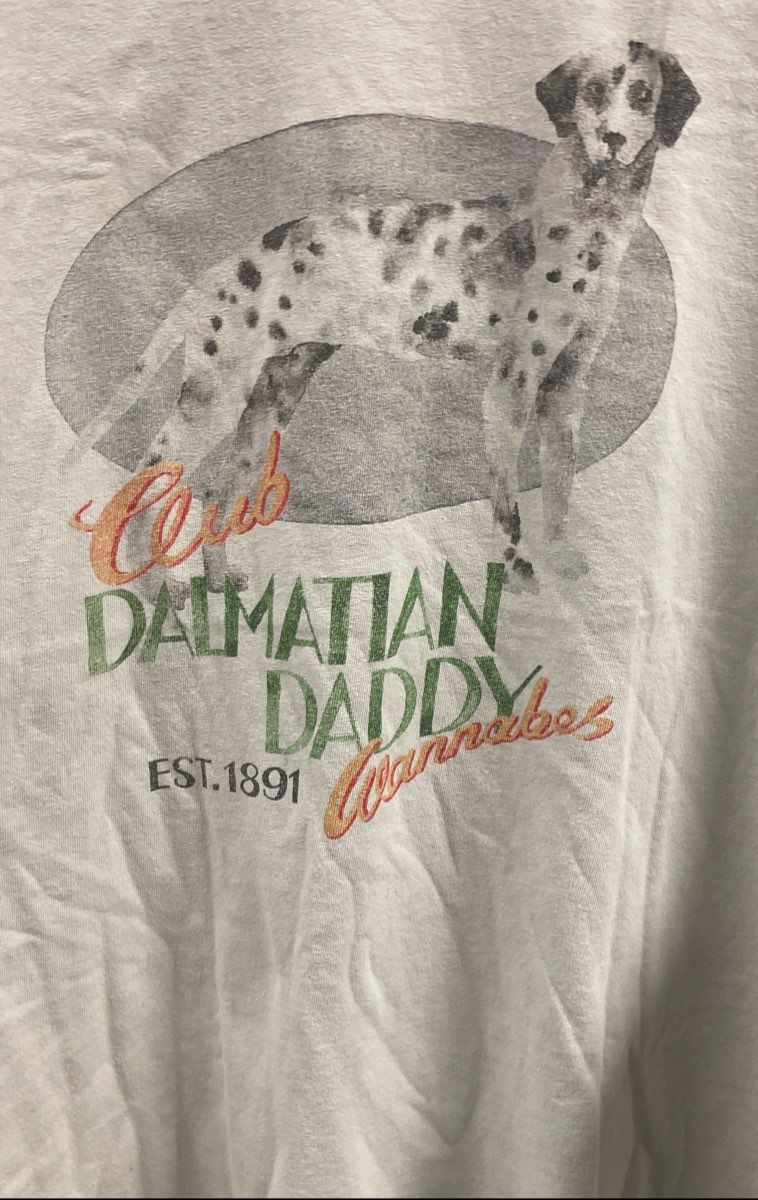 Club
DALMATIAN
DADDY
Wannabes
EST.1891